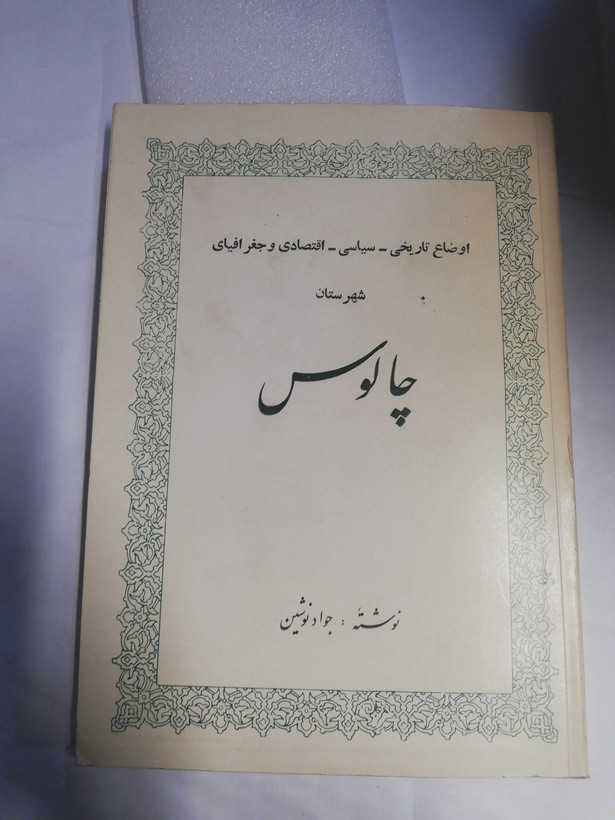 اوضاع تاریخی - سیاسی - اقتصادی و جغرافیای
شهرستان
چالوس
نوشتهٔ : جواد نوشین